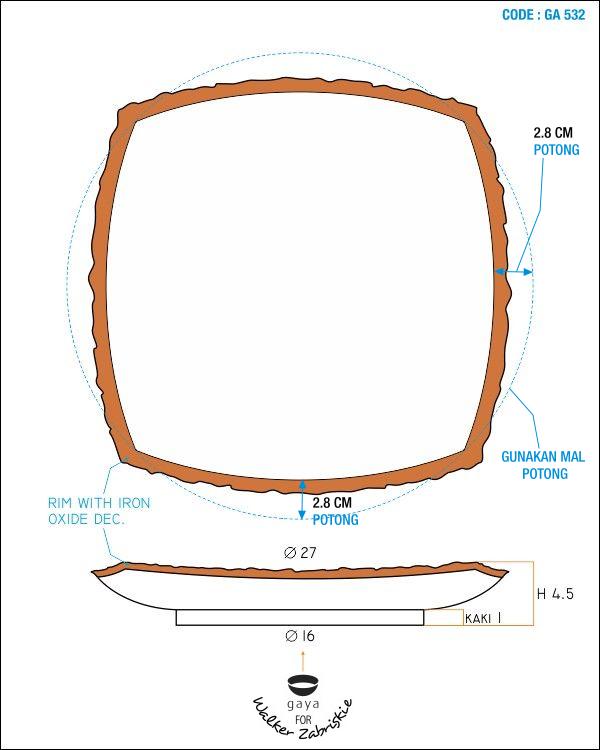 CODE : GA 532
2.8 CM
POTONG
GUNAKAN MAL
POTONG
2.8 CM
POTONG
RIM WITH IRON
OXIDE DEC.
Ø 27
H 4.5
KAKI 1
Ø 16
gaya
FOR
Walker Zabriskie